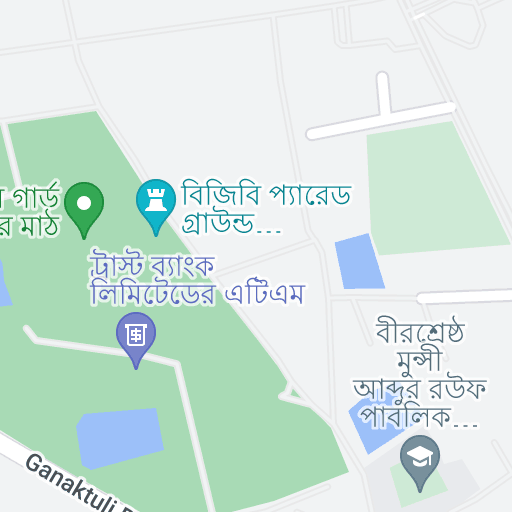 গার্ড
র মাঠ
বিজিবি প্যারেড
গ্রাউন্ড...
ট্রাস্ট ব্যাংক
লিমিটেডের এটিএম
বীরশ্রেষ্ঠ
মুন্সী
আব্দুর রউফ
পাবলিক...
Ganaktuli